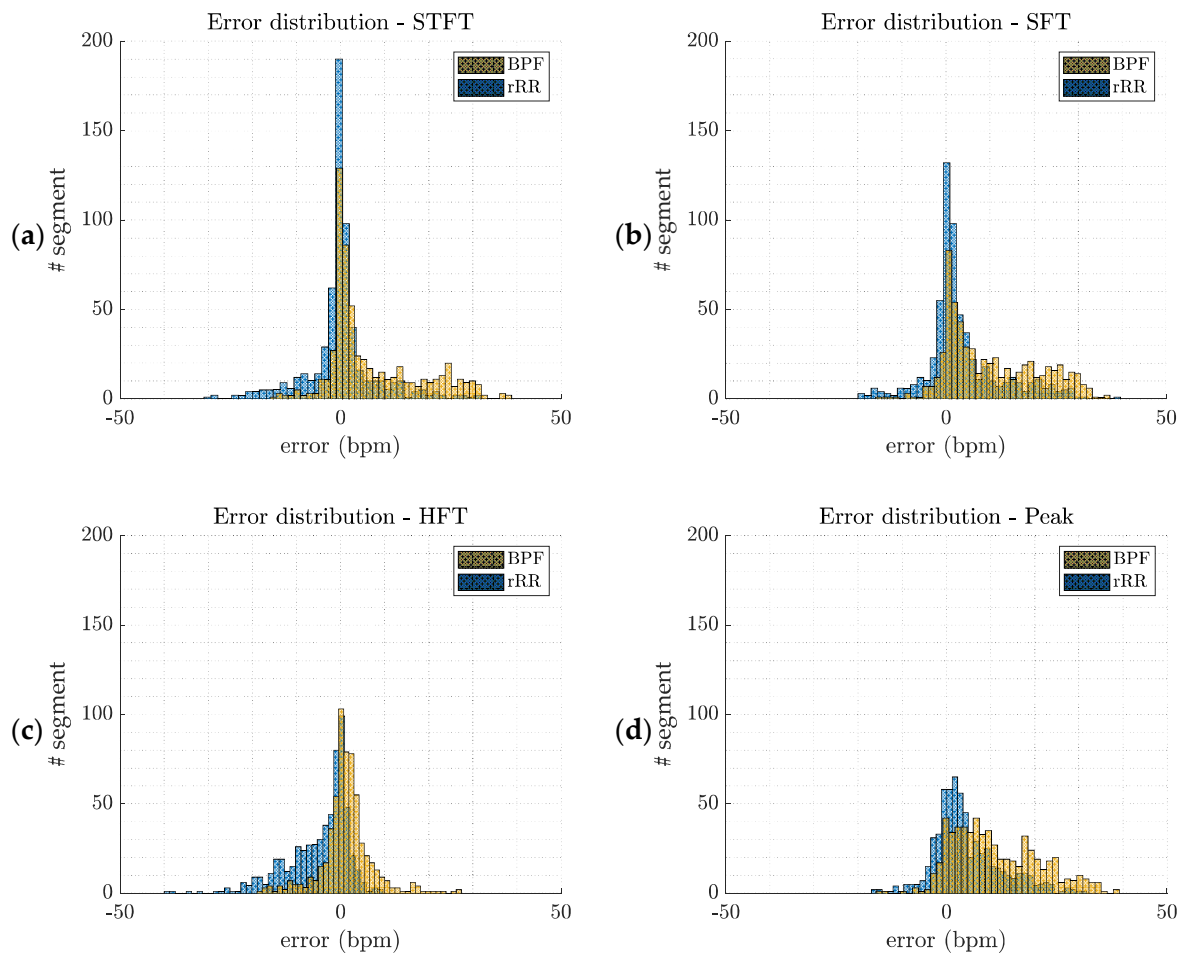 Error distribution - STFT
200
150
100
50
0
-50
0
50
# segment
error (bpm)
BPF
rRR
(a)
Error distribution - SFT
200
150
100
50
0
-50
0
50
# segment
error (bpm)
BPF
rRR
(b)
Error distribution - HFT
200
150
100
50
0
-50
0
50
# segment
error (bpm)
BPF
rRR
(c)
Error distribution - Peak
200
150
100
50
0
-50
0
50
# segment
error (bpm)
BPF
rRR
(d)